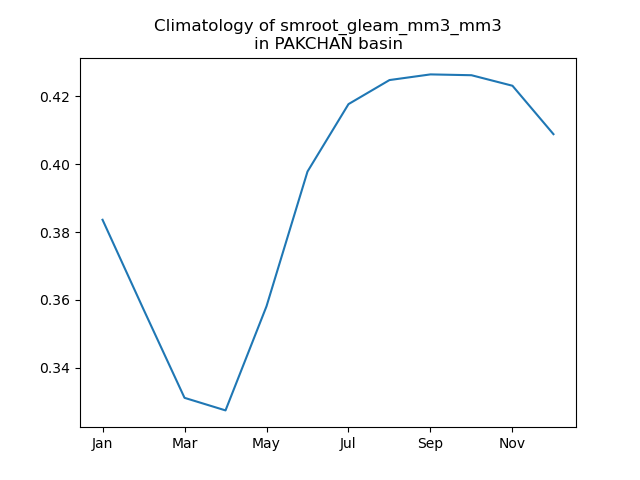 Climatology of smroot_gleam_mm3_mm3
in PAKCHAN basin
0.42
0.40
0.38
0.36
0.34
Jan Mar May Jul Sep Nov